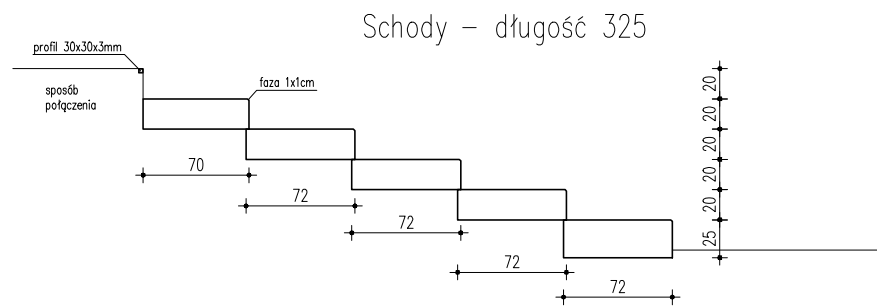 Schody – długość 325
profil 30x30x3mm
sposób
połączenia
faza 1x1cm
70
72
72
72
72
20
20
20
20
20
25